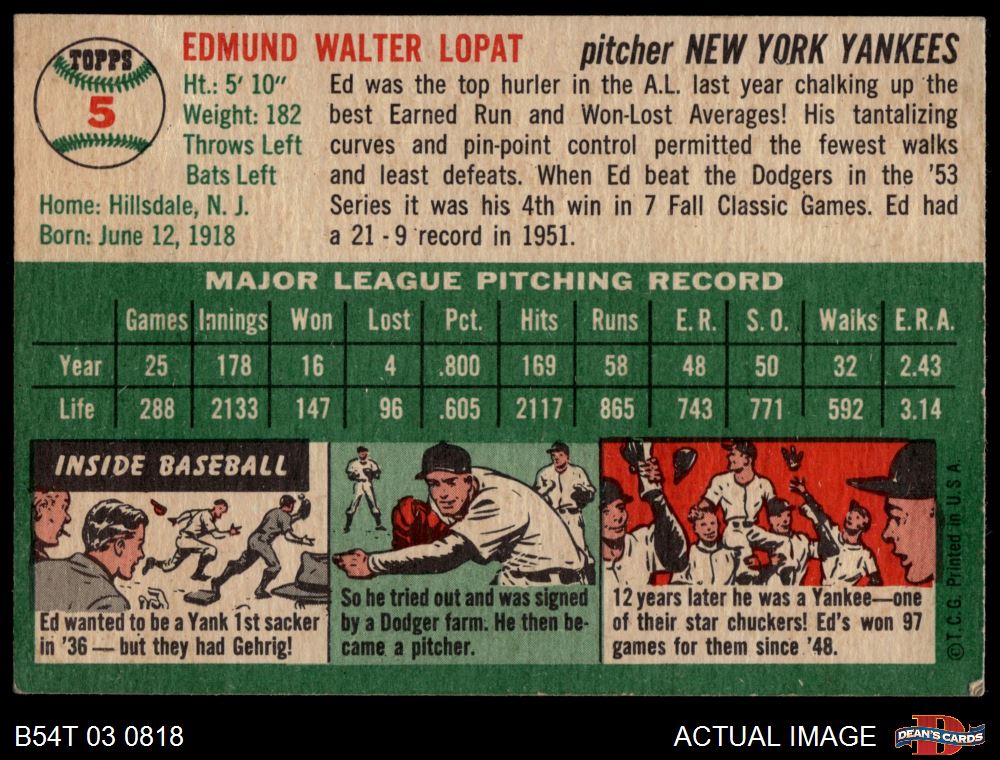 TOPPS
5
EDMUND WALTER LOPAT
pitcher NEW YORK YANKEES
Ht.: 5' 10"
Weight: 182
Throws Left
Bats Left
Home: Hillsdale, N. J.
Born: June 12, 1918
Ed was the top hurler in the A.L. last year chalking up the
best Earned Run and Won-Lost Averages! His tantalizing
curves and pin-point control permitted the fewest walks
and least defeats. When Ed beat the Dodgers in the '53
Series it was his 4th win in 7 Fall Classic Games. Ed had
a 21 - 9 record in 1951.
MAJOR LEAGUE PITCHING RECORD
Games Innings Won Lost Pct. Hits Runs E. R. S. O. Walks E.R.A.
Year 25 178 16 4 .800 169 58 48 50 32 2.43
Life 288 2133 147 96 .605 2117 865 743 771 592 3.14
INSIDE BASEBALL
Ed wanted to be a Yank 1st sacker
in '36 — but they had Gehrig!
So he tried out and was signed
by a Dodger farm. He then be-
came a pitcher.
12 years later he was a Yankee—one
of their star chuckers! Ed's won 97
games for them since '48.
© T. C. G. Printed in U. S. A.
B54T 03 0818
ACTUAL IMAGE
D
DEAN'S CARDS